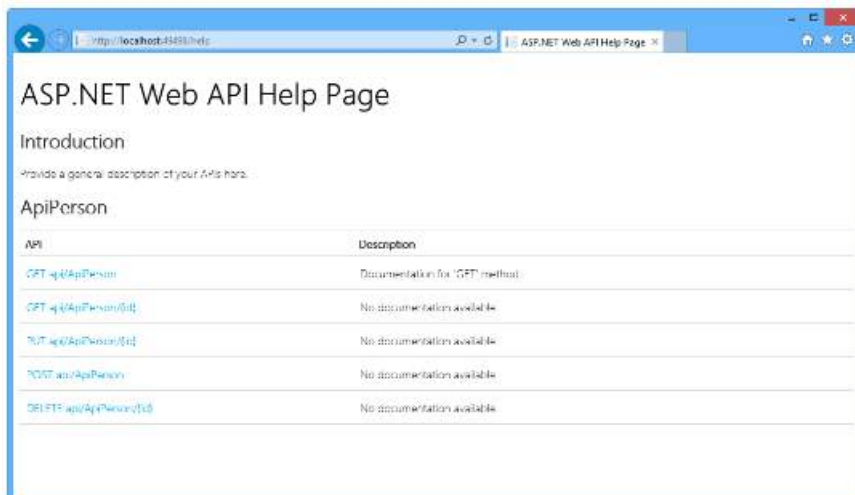 http://localhost:49493/help
ASP.NET Web API Help Page
ASP.NET Web API Help Page
Introduction
Provide a general description of your APIs here.
ApiPerson
API Description
GET api/ApiPerson Documentation for 'GET' method
GET api/ApiPerson/{id} No documentation available.
PUT api/ApiPerson/{id} No documentation available.
POST api/ApiPerson No documentation available.
DELETE api/ApiPerson/{id} No documentation available.